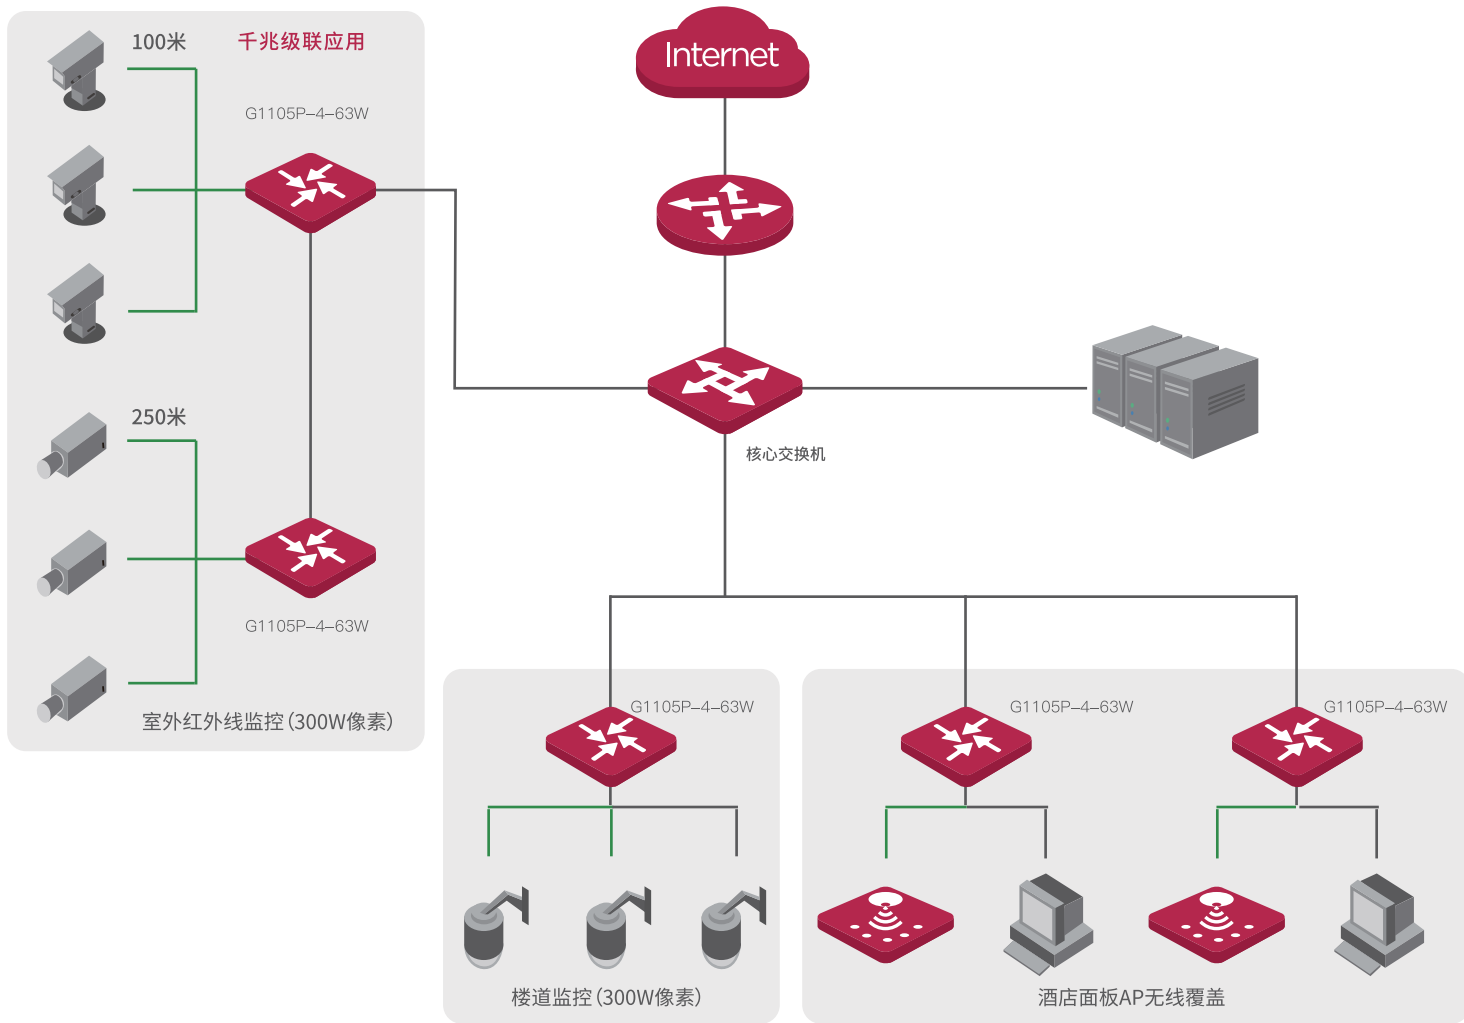 100米
千兆级联应用
Internet
G1105P-4-63W
250米
核心交换机
G1105P-4-63W
室外红外线监控(300W像素)
G1105P-4-63W
G1105P-4-63W
G1105P-4-63W
楼道监控(300W像素)
酒店面板AP无线覆盖